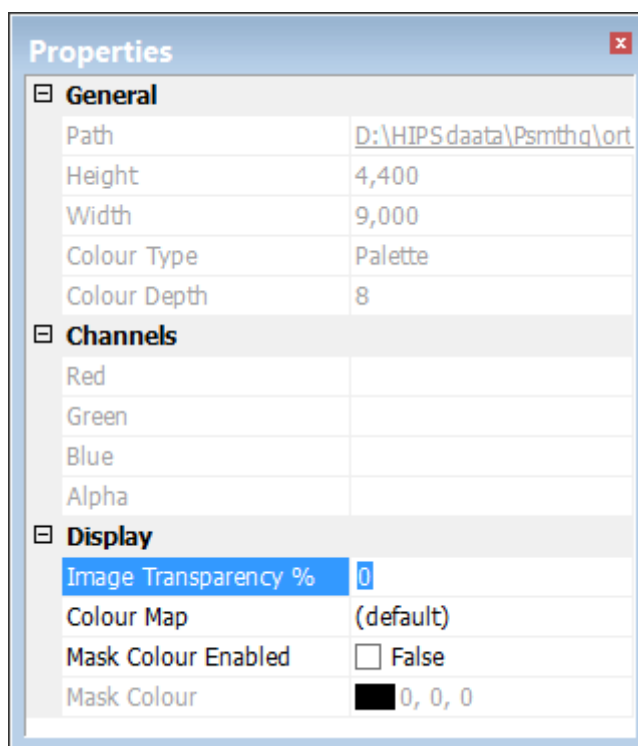 Properties
General
Path D:\HIPSdaata\Psmthq\ort
Height 4,400
Width 9,000
Colour Type Palette
Colour Depth 8
Channels
Red
Green
Blue
Alpha
Display
Image Transparency % 0
Colour Map (default)
Mask Colour Enabled False
Mask Colour 0, 0, 0